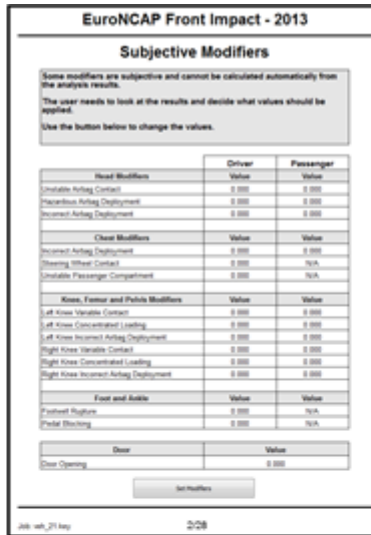 EuroNCAP Front Impact - 2013
Subjective Modifiers
Some modifiers are subjective and cannot be calculated automatically from
the analysis results.
The user needs to look at the results and decide what values should be
applied.
Use the button below to change the values.
Driver Passenger
Head Modifiers Value Value
Unstable Airbag Contact 0.000 0.000
Hazardous Airbag Deployment 0.000 0.000
Incorrect Airbag Deployment 0.000 0.000
Chest Modifiers Value Value
Incorrect Airbag Deployment 0.000 0.000
Steering Wheel Contact 0.000 N/A
Unstable Passenger Compartment 0.000 N/A
Knee, Femur and Pelvis Modifiers Value Value
Left Knee Variable Contact 0.000 0.000
Left Knee Concentrated Loading 0.000 0.000
Left Knee Incorrect Airbag Deployment 0.000 0.000
Right Knee Variable Contact 0.000 0.000
Right Knee Concentrated Loading 0.000 0.000
Right Knee Incorrect Airbag Deployment 0.000 0.000
Foot and Ankle Value Value
Footwell Rupture 0.000 N/A
Pedal Blocking 0.000 N/A
Door Value
Door Opening 0.000
Set Modifiers
Job: veh_21.key 2/28